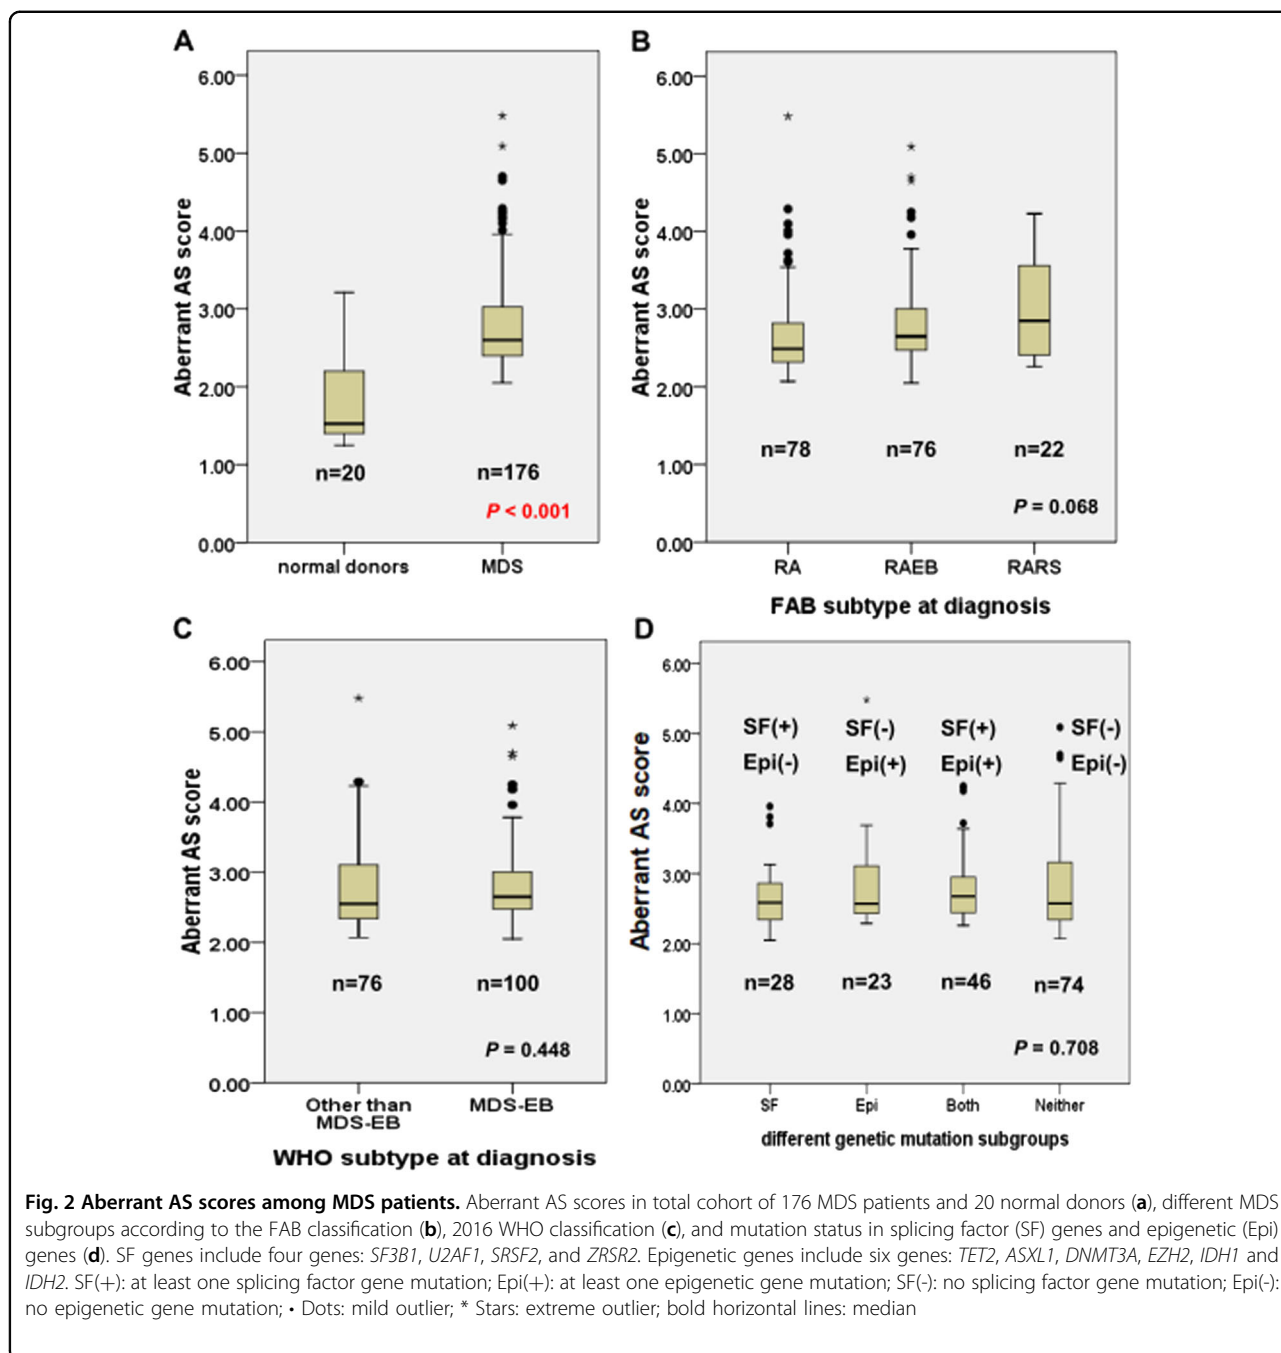 A
6.00
5.00
4.00
3.00
2.00
1.00
0.00
Aberrant AS score
n=20
n=176
P < 0.001
normal donors
MDS
B
6.00
5.00
4.00
3.00
2.00
1.00
0.00
Aberrant AS score
n=78
n=76
n=22
P = 0.068
RA
RAEB
RARS
FAB subtype at diagnosis
C
6.00
5.00
4.00
3.00
2.00
1.00
0.00
Aberrant AS score
n=76
n=100
P = 0.448
Other than
MDS-EB
MDS-EB
WHO subtype at diagnosis
D
6.00
5.00
4.00
3.00
2.00
1.00
0.00
Aberrant AS score
SF(+) SF(-) SF(+) SF(-)
Epi(-) Epi(+) Epi(+) Epi(-)
n=28
n=23
n=46
n=74
P = 0.708
SF
Epi
Both
Neither
different genetic mutation subgroups
Fig. 2 Aberrant AS scores among MDS patients. Aberrant AS scores in total cohort of 176 MDS patients and 20 normal donors (a), different MDS
subgroups according to the FAB classification (b), 2016 WHO classification (c), and mutation status in splicing factor (SF) genes and epigenetic (Epi)
genes (d). SF genes include four genes: SF3B1, U2AF1, SRSF2, and ZRSR2. Epigenetic genes include six genes: TET2, ASXL1, DNMT3A, EZH2, IDH1 and
IDH2. SF(+): at least one splicing factor gene mutation; Epi(+): at least one epigenetic gene mutation; SF(-): no splicing factor gene mutation; Epi(-):
no epigenetic gene mutation; • Dots: mild outlier; * Stars: extreme outlier; bold horizontal lines: median